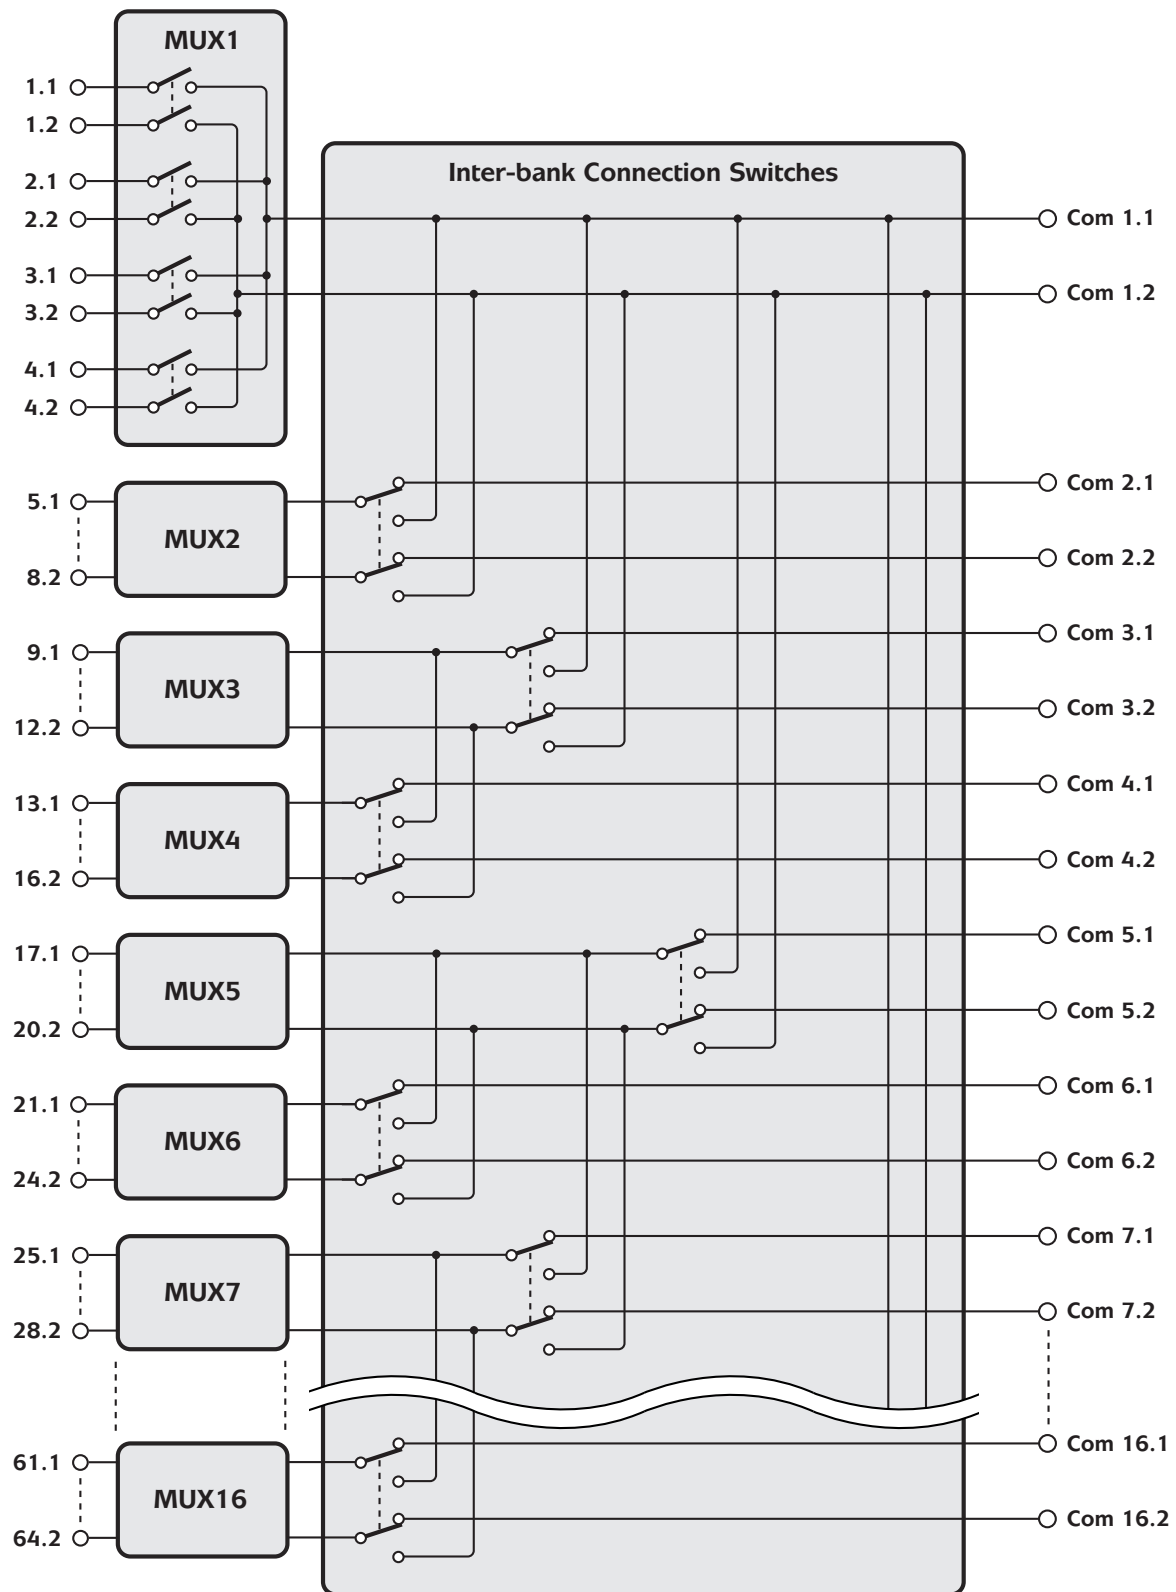 MUX1
1.1
1.2
2.1
2.2
3.1
3.2
4.1
4.2
Inter-bank Connection Switches
Com 1.1
Com 1.2
5.1
8.2
MUX2
Com 2.1
Com 2.2
9.1
12.2
MUX3
Com 3.1
Com 3.2
13.1
16.2
MUX4
Com 4.1
Com 4.2
17.1
20.2
MUX5
Com 5.1
Com 5.2
21.1
24.2
MUX6
Com 6.1
Com 6.2
25.1
28.2
MUX7
Com 7.1
Com 7.2
61.1
64.2
MUX16
Com 16.1
Com 16.2